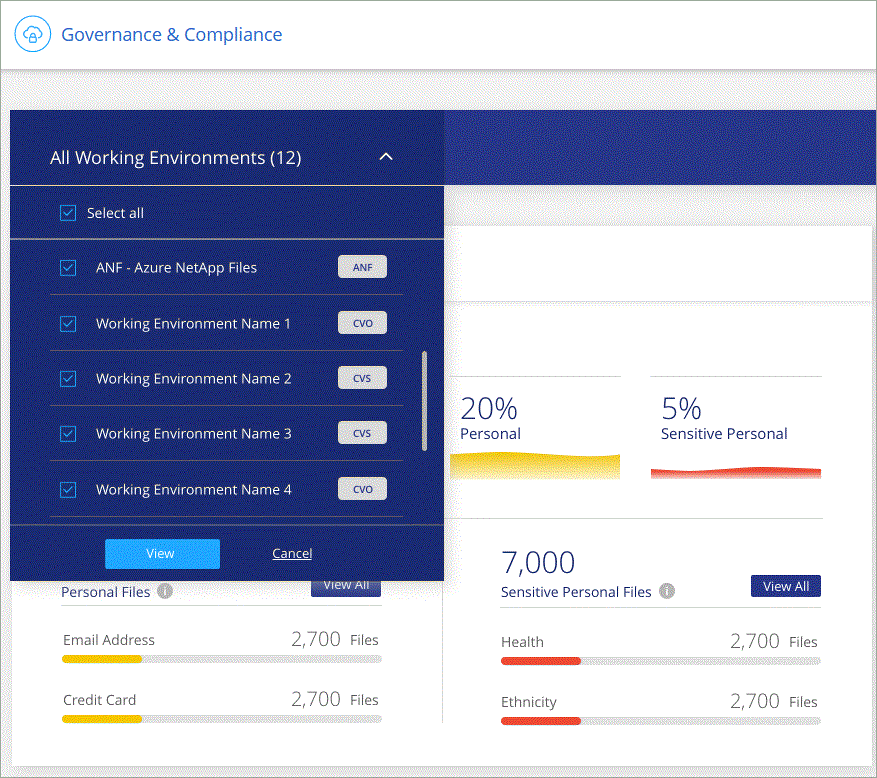 Governance & Compliance
All Working Environments (12)
Select all
ANF - Azure NetApp Files ANF
Working Environment Name 1 CVO
Working Environment Name 2 CVS
Working Environment Name 3 CVS
Working Environment Name 4 CVO
View Cancel
20%
Personal
5%
Sensitive Personal
Personal Files i View All
Email Address 2,700 Files
Credit Card 2,700 Files
7,000
Sensitive Personal Files i View All
Health 2,700 Files
Ethnicity 2,700 Files